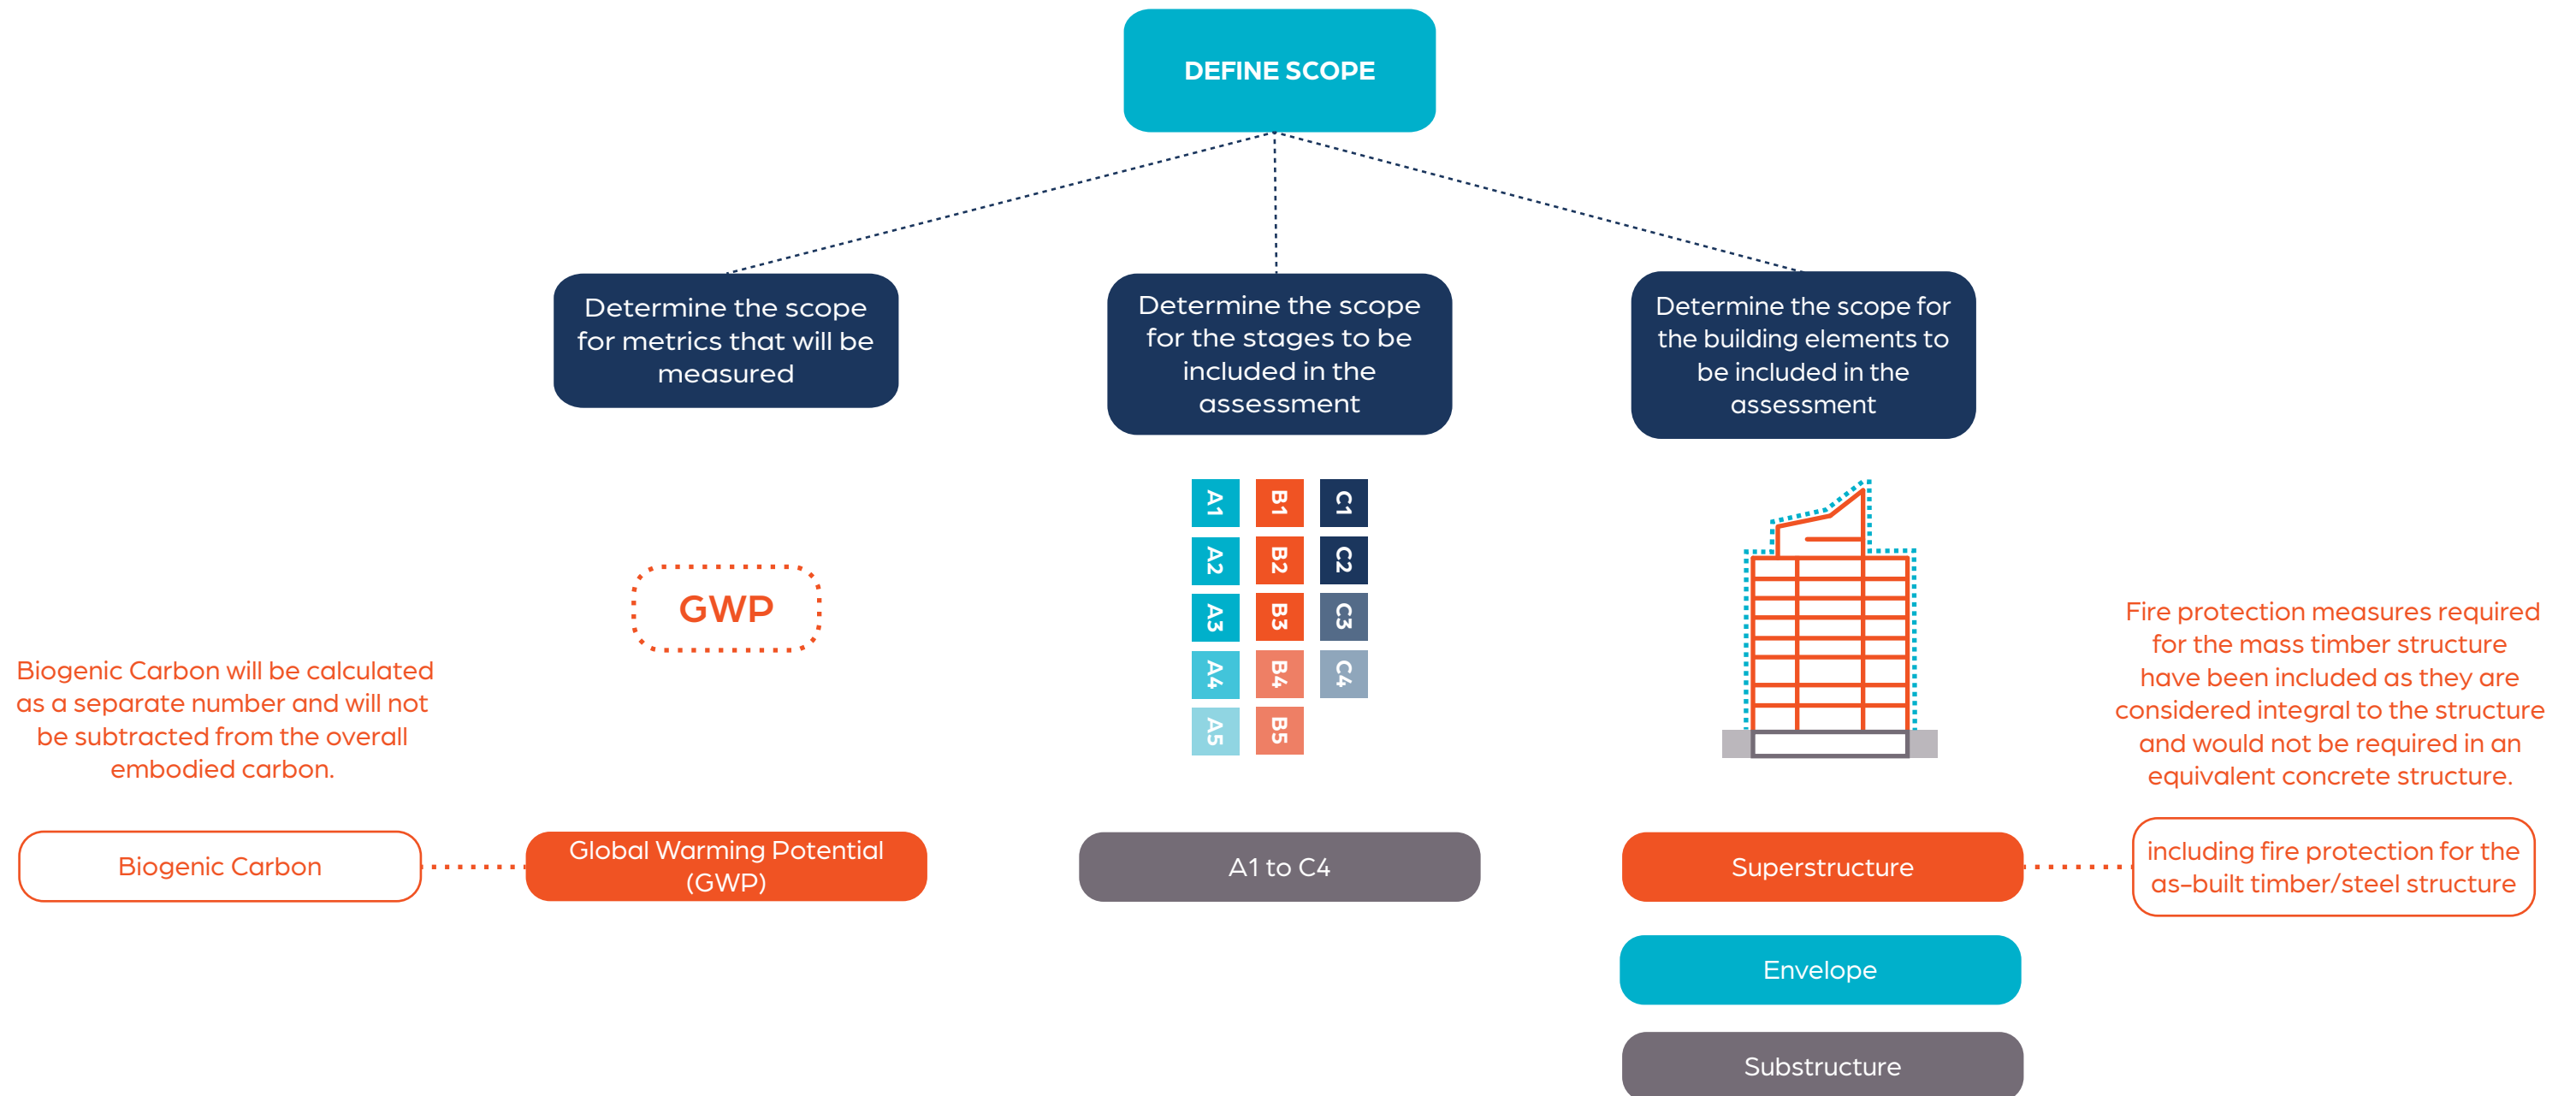 DEFINE SCOPE
Determine the scope
for metrics that will be
measured
Determine the scope
for the stages to be
included in the
assessment
Determine the scope for
the building elements to
be included in the
assessment
A1
A2
A3
A4
A5
B1
B2
B3
B4
B5
C1
C2
C3
C4
GWP
Biogenic Carbon will be calculated
as a separate number and will not
be subtracted from the overall
embodied carbon.
Fire protection measures required
for the mass timber structure
have been included as they are
considered integral to the structure
and would not be required in an
equivalent concrete structure.
Biogenic Carbon
Global Warming Potential
(GWP)
A1 to C4
Superstructure
including fire protection for the
as-built timber/steel structure
Envelope
Substructure